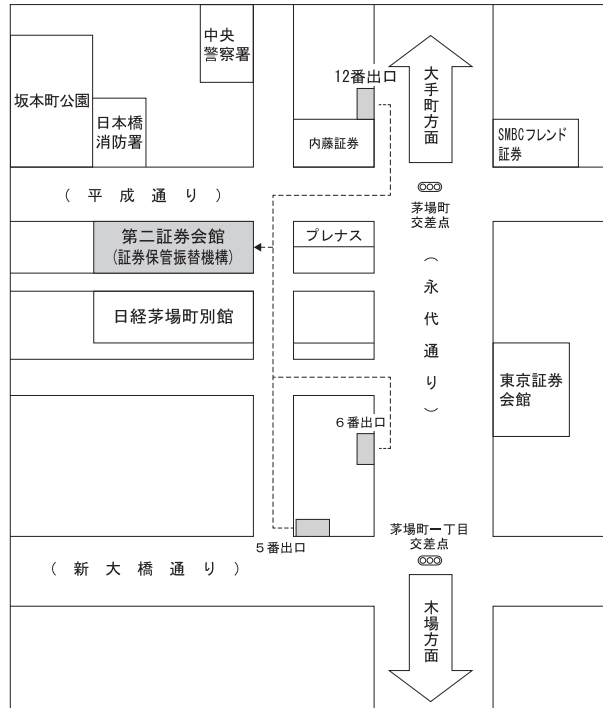 中央
警察署
坂本町公園
日本橋
消防署
12番出口
内藤証券
大手町方面
SMBCフレンド
証券
(平成通り)
茅場町
交差点
第二証券会館
(証券保管振替機構)
プレナス
(永代通り)
日経茅場町別館
東京証券
会館
6番出口
5番出口
茅場町一丁目
交差点
(新大橋通り)
木場方面